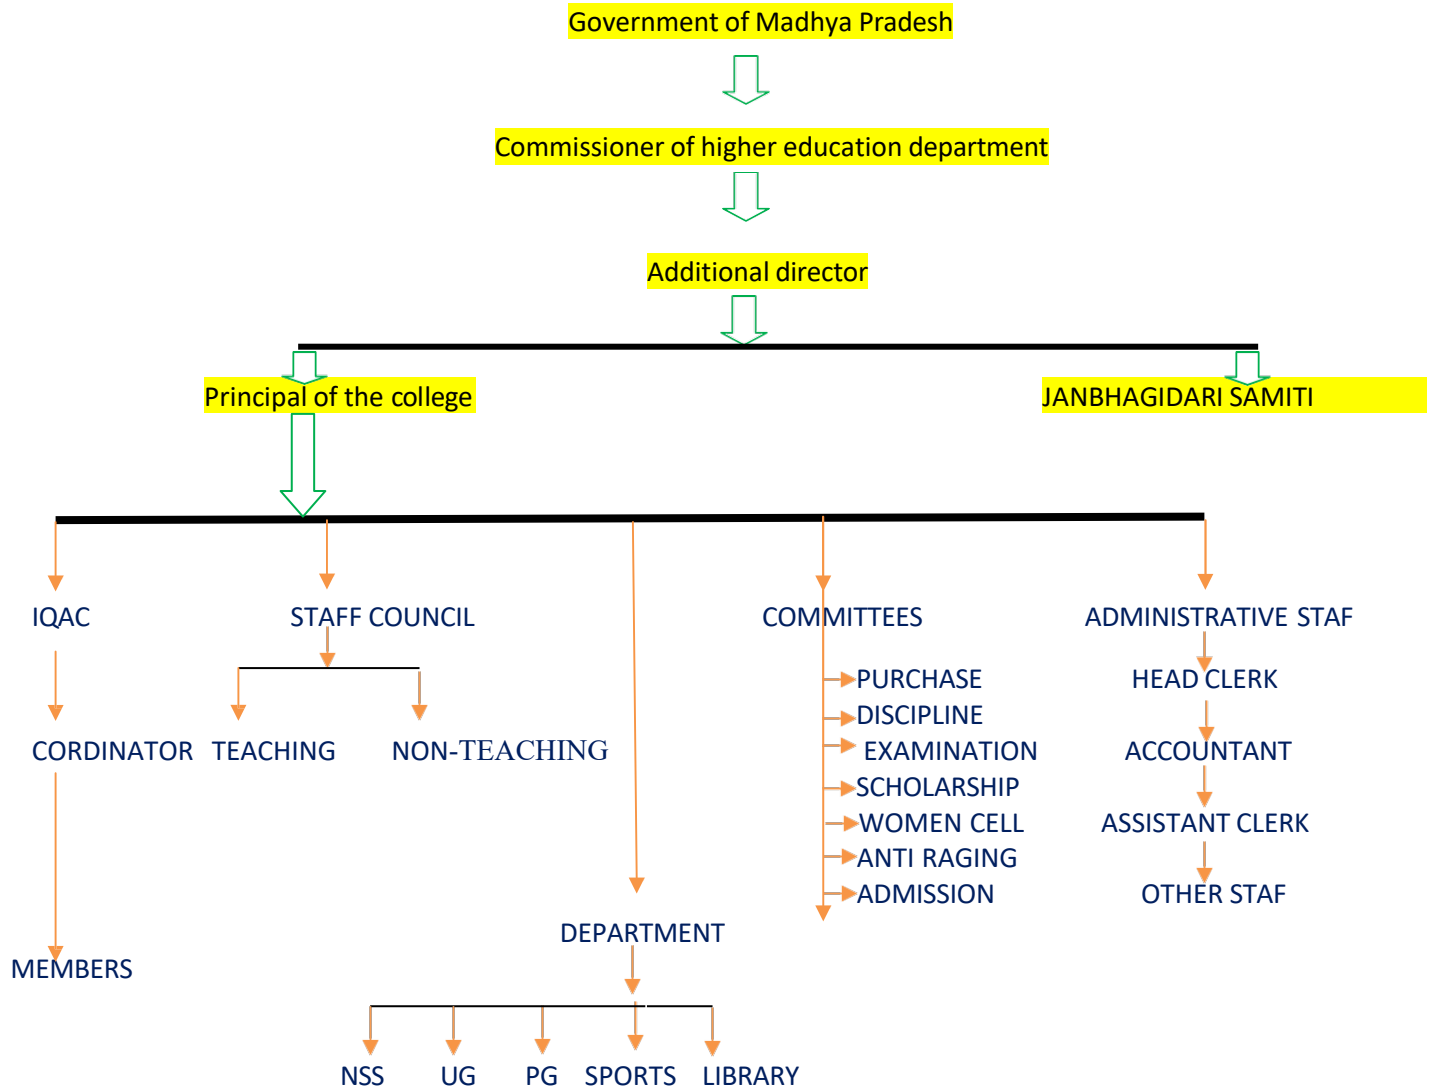 Government of Madhya Pradesh
Commissioner of higher education department
Additional director
Principal of the college
JANBHAGIDARI SAMITI
IQAC
STAFF COUNCIL
COMMITTEES
ADMINISTRATIVE STAF
PURCHASE
HEAD CLERK
DISCIPLINE
CORDINATOR
TEACHING
NON-TEACHING
EXAMINATION
ACCOUNTANT
SCHOLARSHIP
WOMEN CELL
ASSISTANT CLERK
ANTI RAGING
ADMISSION
OTHER STAF
DEPARTMENT
MEMBERS
NSS
UG
PG
SPORTS
LIBRARY